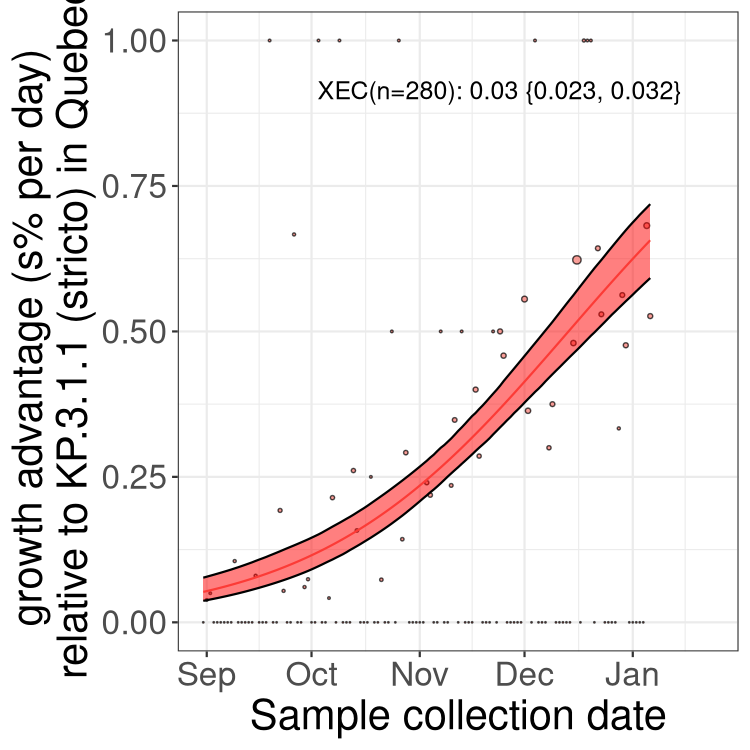 growth advantage (s% per day)
relative to KP.3.1.1 (stricto) in Quebec
1.00
0.75
0.50
0.25
0.00
XEC(n=280): 0.03 {0.023, 0.032}
Sep Oct Nov Dec Jan
Sample collection date